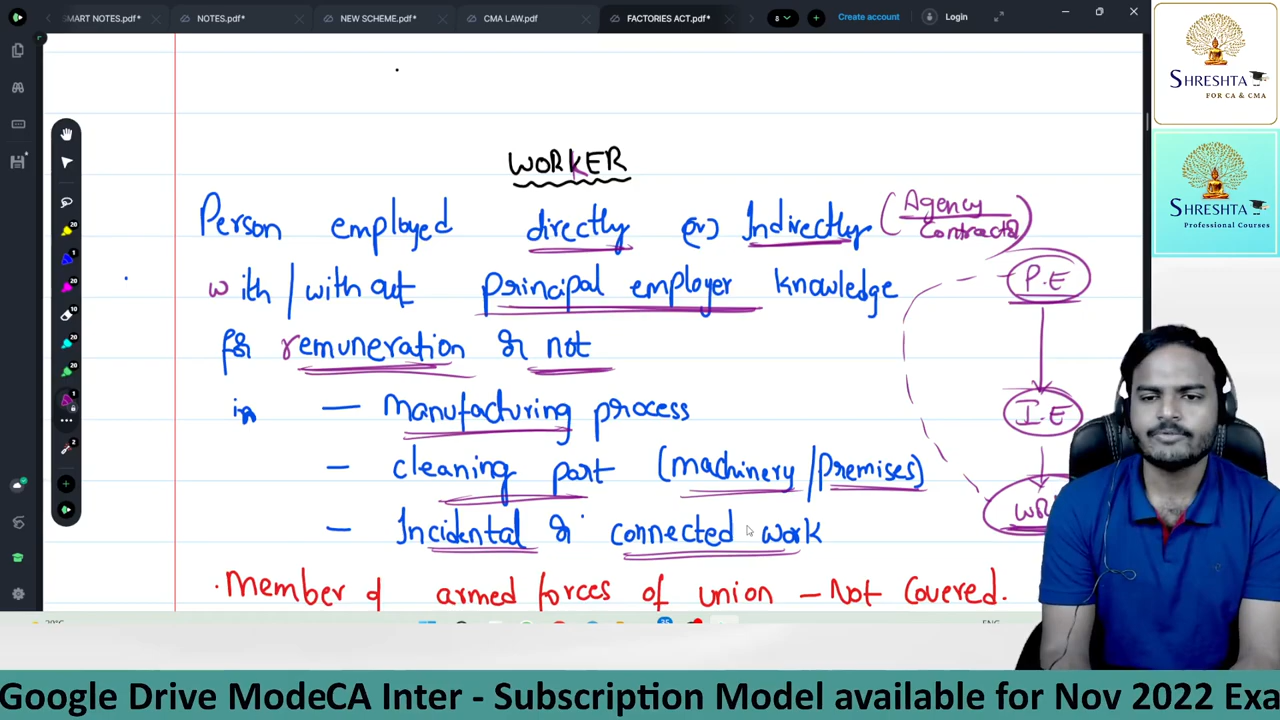 SMART NOTES.pdf*
NOTES.pdf*
NEW SCHEME.pdf*
CMA LAW.pdf
FACTORIES ACT.pdf*
8
Create account
Login
SHRESHTA
FOR CA & CMA
SHRESHTA
Professional Courses
WORKER
Person employed directly (or) Indirectly (Agency Contracts)
with/without principal employer knowledge
P.E
for remuneration or not
in — manufacturing process
I.E
— cleaning part (machinery/premises)
— Incidental or connected work
· Member of armed forces of union — Not Covered.
ENG
Google Drive ModeCA Inter - Subscription Model available for Nov 2022 Exa